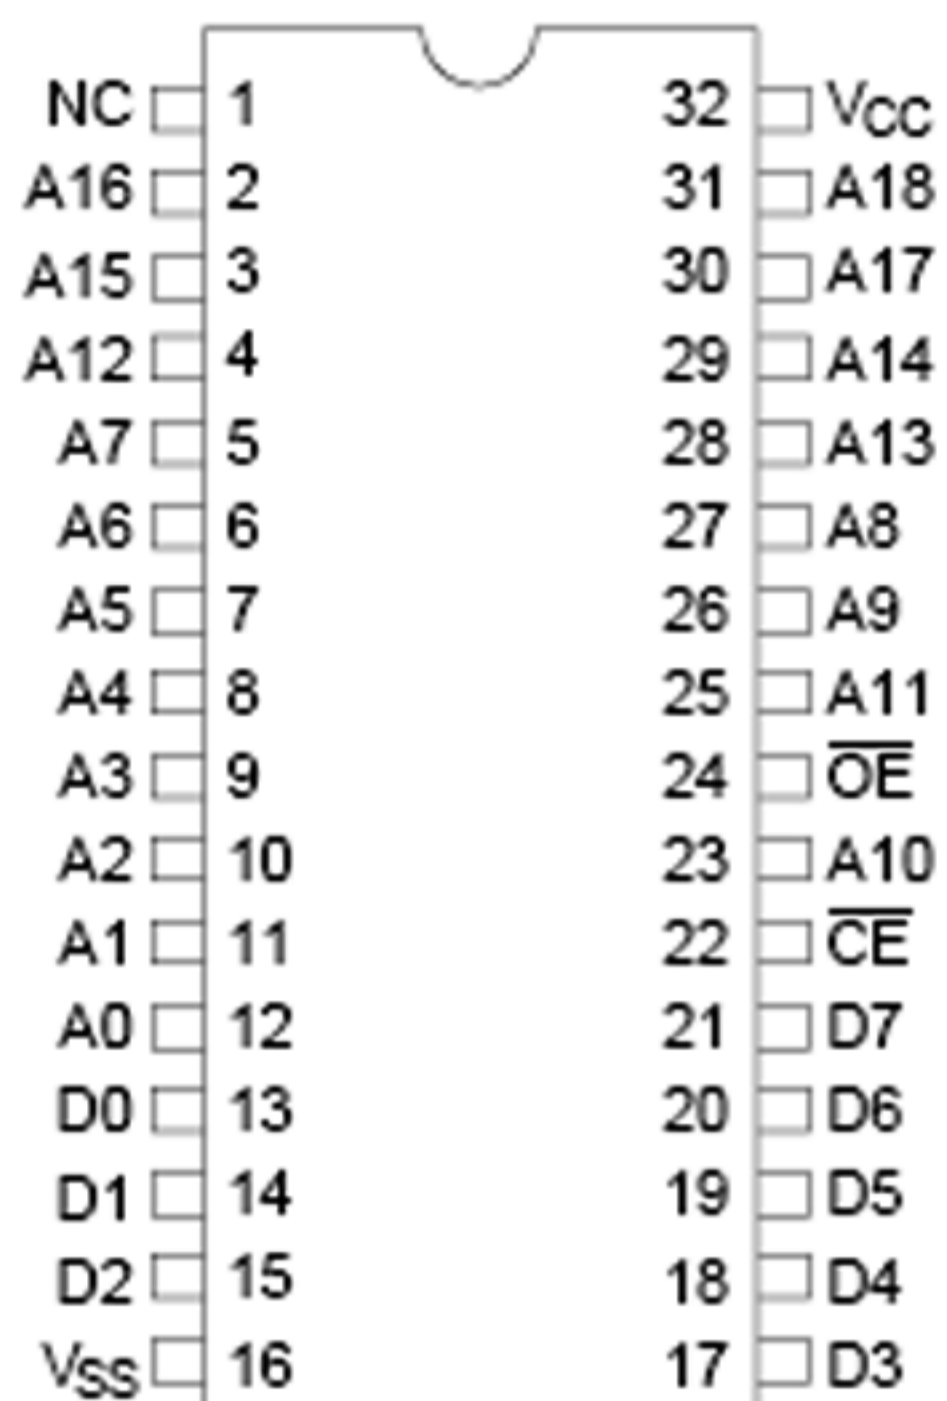 NC 1 32 VCC
A16 2 31 A18
A15 3 30 A17
A12 4 29 A14
A7 5 28 A13
A6 6 27 A8
A5 7 26 A9
A4 8 25 A11
A3 9 24 O̅E̅
A2 10 23 A10
A1 11 22 C̅E̅
A0 12 21 D7
D0 13 20 D6
D1 14 19 D5
D2 15 18 D4
VSS 16 17 D3